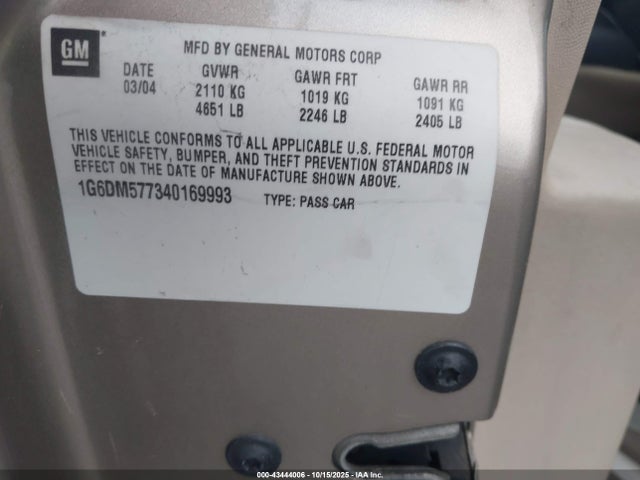 GM
MFD BY GENERAL MOTORS CORP
DATE GVWR GAWR FRT GAWR RR
03/04 2110 KG 1019 KG 1091 KG
4651 LB 2246 LB 2405 LB
THIS VEHICLE CONFORMS TO ALL APPLICABLE U.S. FEDERAL MOTOR
VEHICLE SAFETY, BUMPER, AND THEFT PREVENTION STANDARDS IN
EFFECT ON THE DATE OF MANUFACTURE SHOWN ABOVE.
1G6DM577340169993 TYPE: PASS CAR
000-43444006 - 10/15/2025 - IAA Inc.